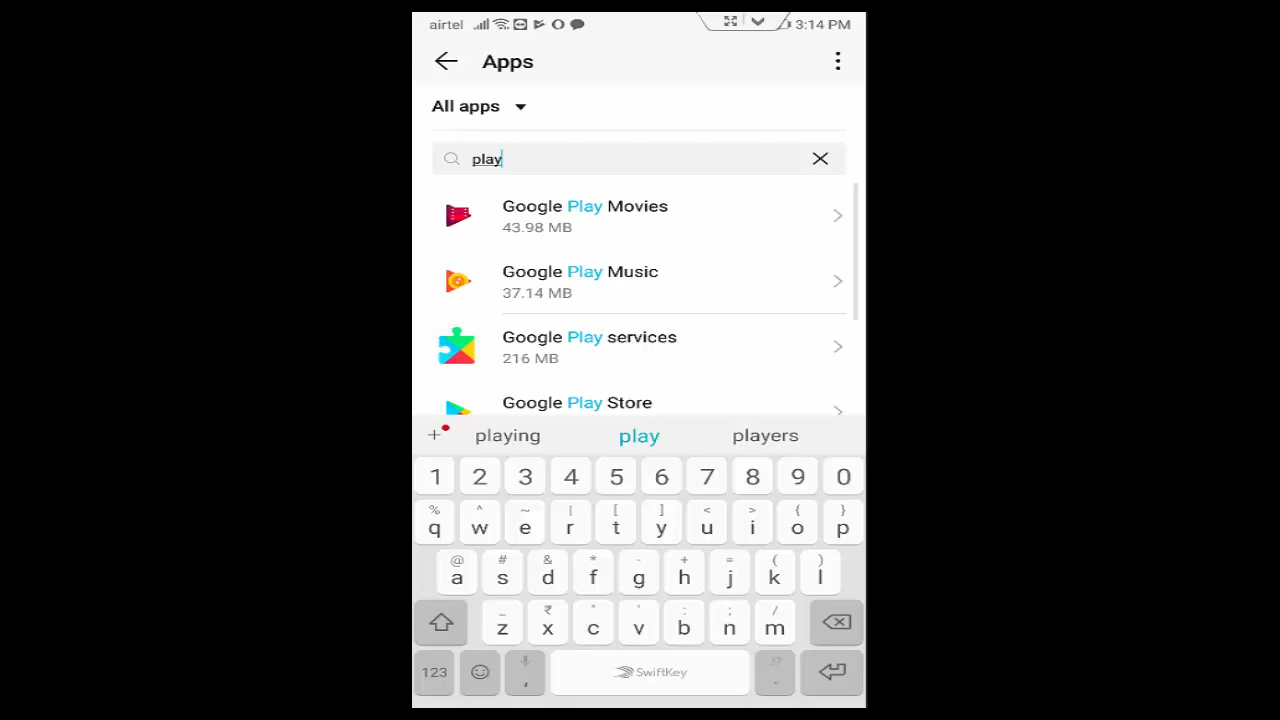 airtel 3:14 PM
Apps
All apps
play
Google Play Movies
43.98 MB
Google Play Music
37.14 MB
Google Play services
216 MB
Google Play Store
+ playing play players
1 2 3 4 5 6 7 8 9 0
% ^ ~ | [ ] < > { }
q w e r t y u i o p
@ # & * - + = ( )
a s d f g h j k l
_ ₹ " ' : ; /
z x c v b n m
!?
123 , SwiftKey .